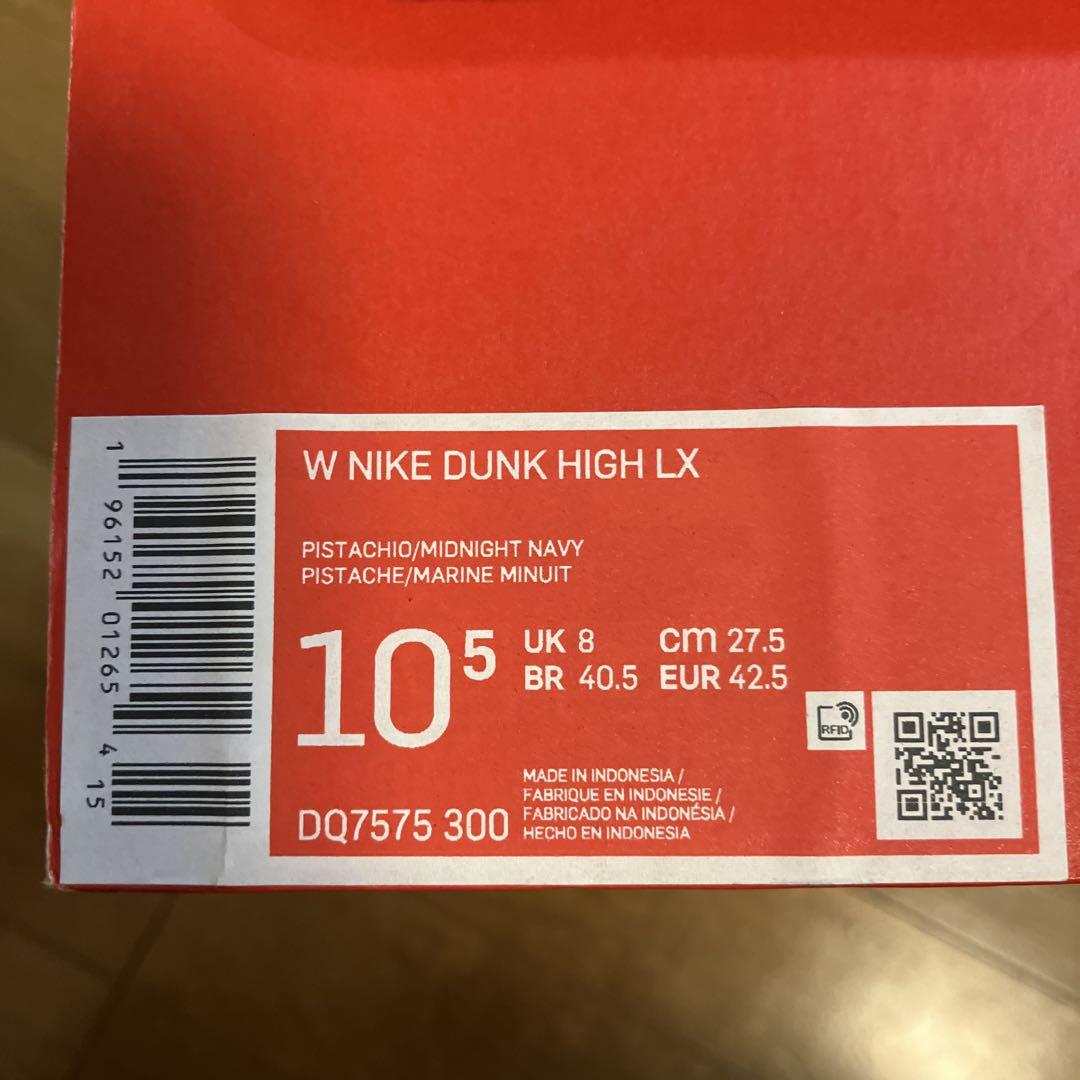 W NIKE DUNK HIGH LX
PISTACHIO/MIDNIGHT NAVY
PISTACHE/MARINE MINUIT
10 5
UK 8 CM 27.5
BR 40.5 EUR 42.5
RFID
DQ7575 300
MADE IN INDONESIA /
FABRIQUE EN INDONESIE /
FABRICADO NA INDONÉSIA /
HECHO EN INDONESIA
1 96152 01265 4 15